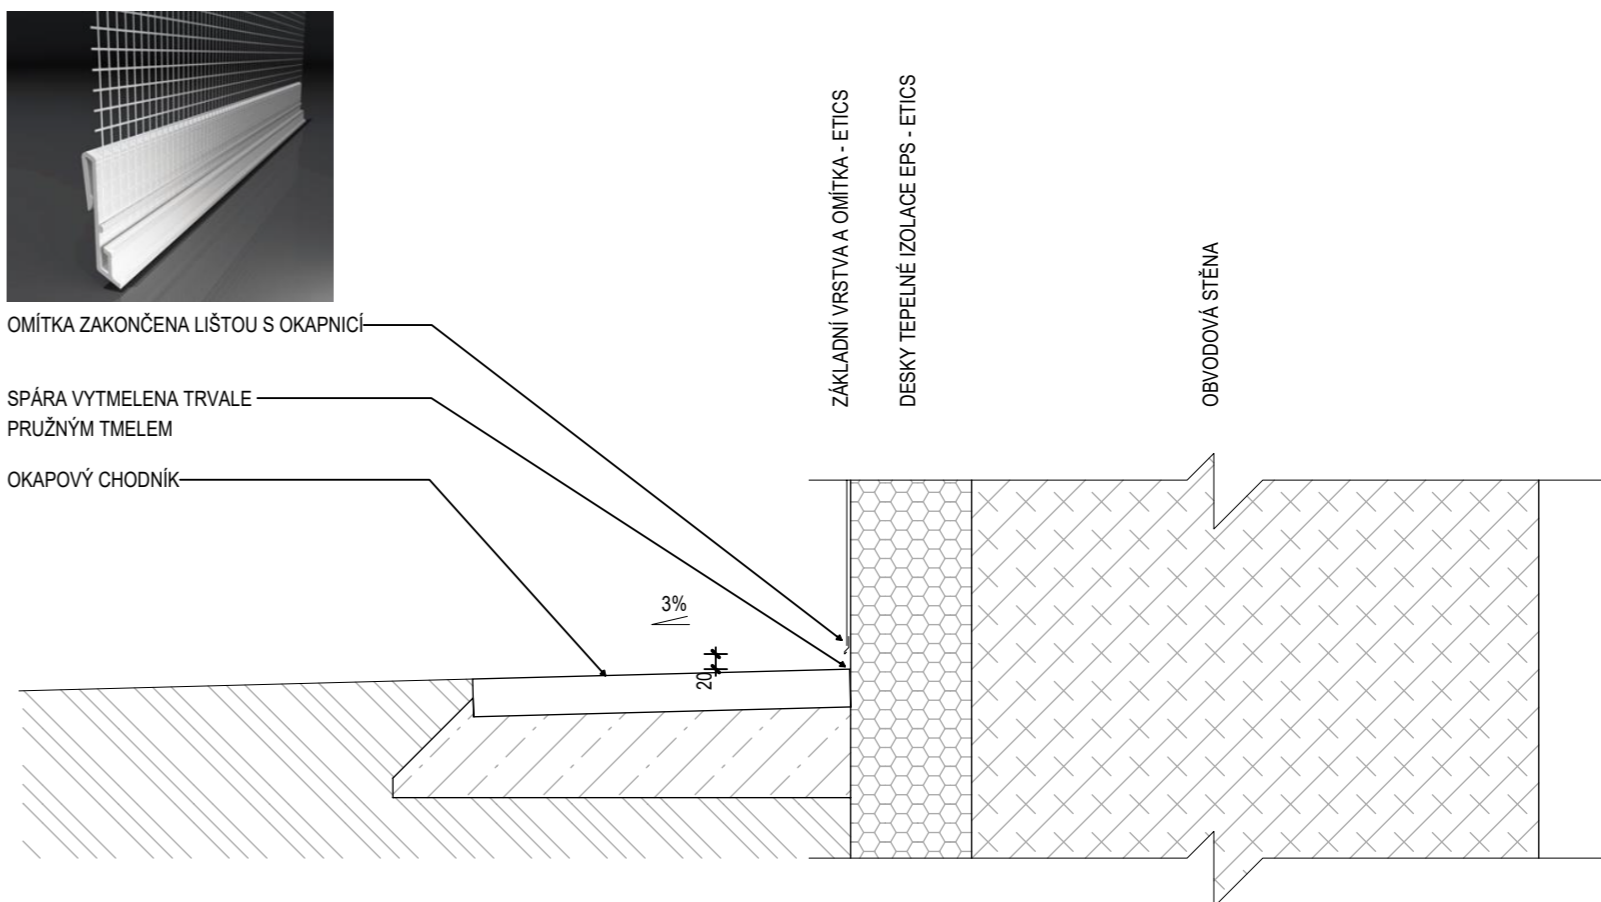 OMÍTKA ZAKONČENA LIŠTOU S OKAPNICÍ
SPÁRA VYTMELENA TRVALE
PRUŽNÝM TMELEM
OKAPOVÝ CHODNÍK
ZÁKLADNÍ VRSTVA A OMÍTKA - ETICS
DESKY TEPELNÉ IZOLACE EPS - ETICS
OBVODOVÁ STĚNA
3%
20